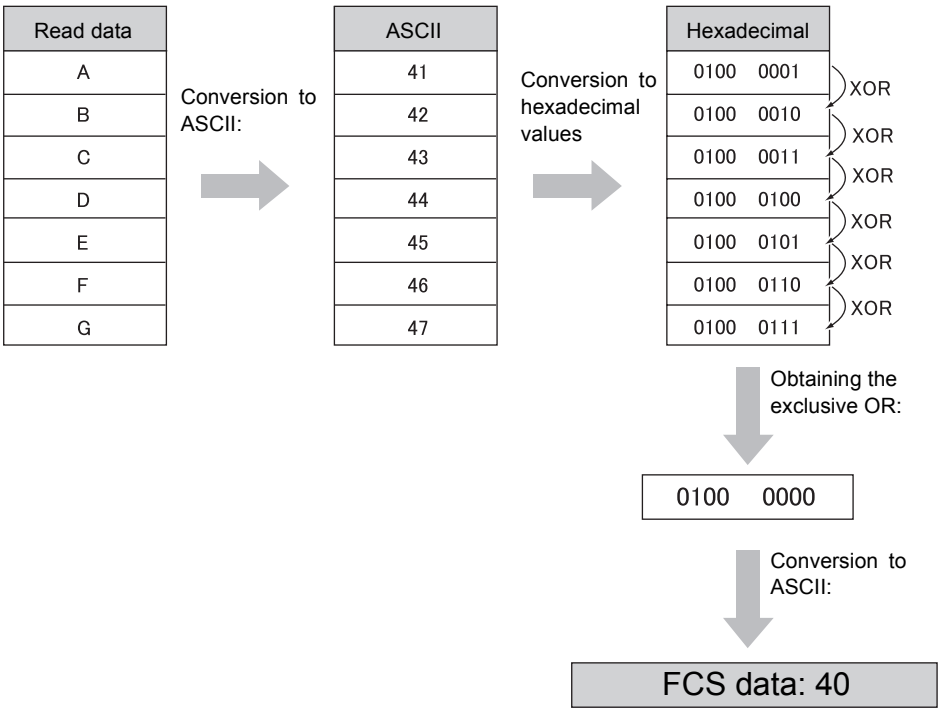 Read data
A
B
C
D
E
F
G
Conversion to
ASCII:
ASCII
41
42
43
44
45
46
47
Conversion to
hexadecimal
values
Hexadecimal
0100 0001
0100 0010
0100 0011
0100 0100
0100 0101
0100 0110
0100 0111
XOR
XOR
XOR
XOR
XOR
XOR
Obtaining the
exclusive OR:
0100 0000
Conversion to
ASCII:
FCS data: 40